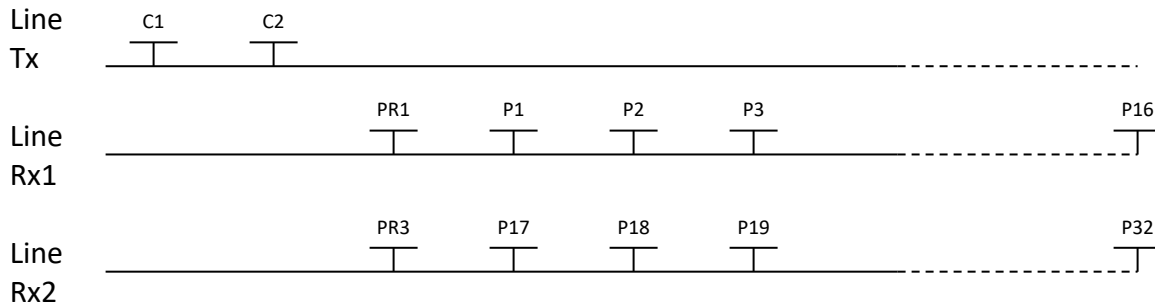 Line Tx
C1 C2
Line Rx1
PR1 P1 P2 P3 P16
Line Rx2
PR3 P17 P18 P19 P32